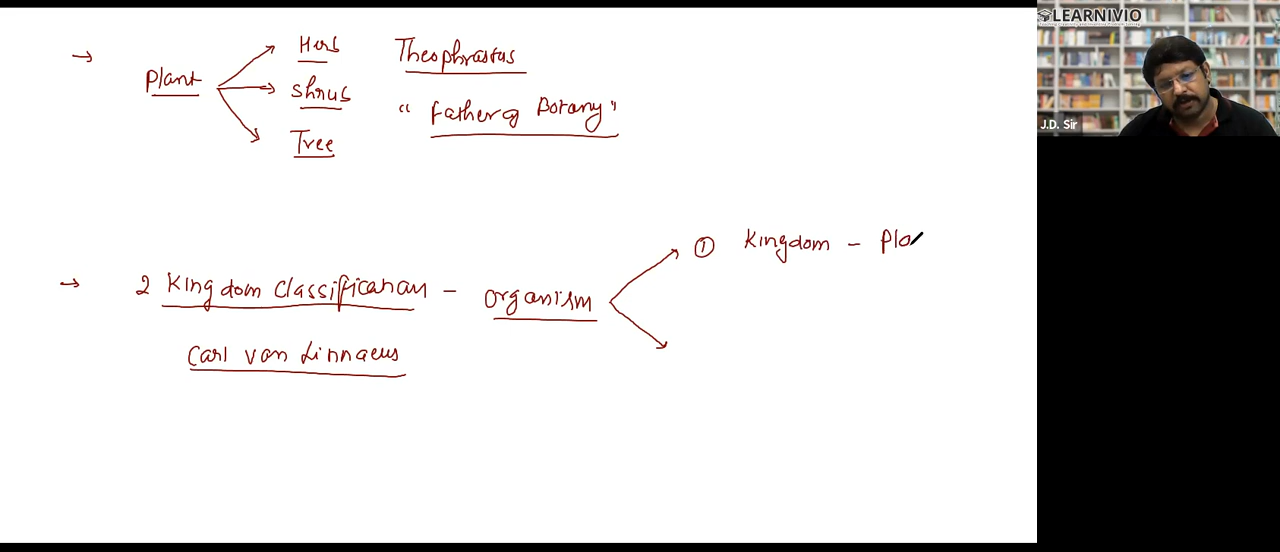 LEARNIVIO
→ Plant
Herb
Shrub
Tree
Theophrastus
"Father of Botany"
→ 2 Kingdom Classification - Organism
① Kingdom - Pla
Carl von Linnaeus
J.D. Sir